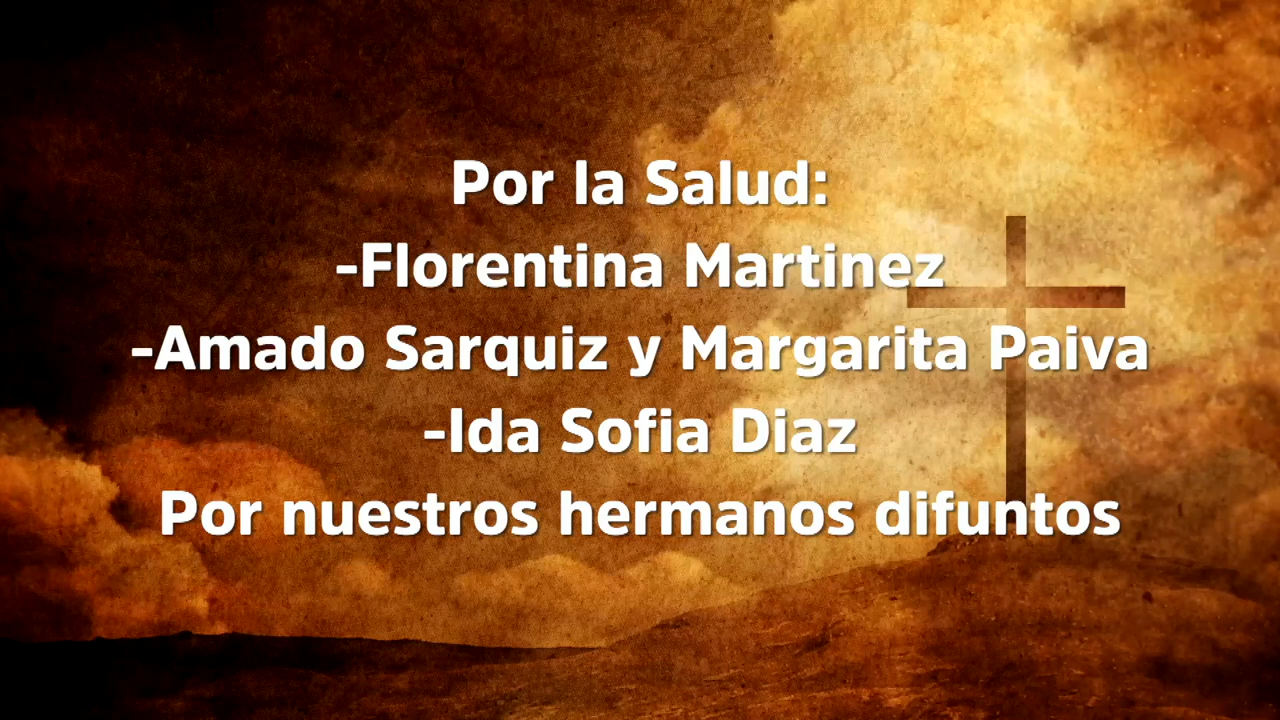 Por la Salud:
-Florentina Martinez
-Amado Sarquiz y Margarita Paiva
-Ida Sofia Diaz
Por nuestros hermanos difuntos